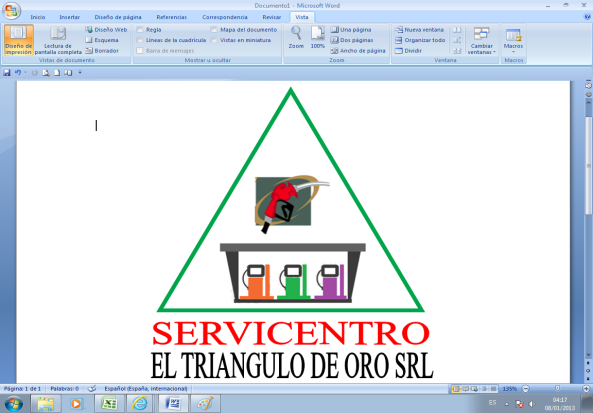 Documento1 - Microsoft Word
Inicio Insertar Diseño de página Referencias Correspondencia Revisar Vista
Diseño de impresión
Lectura de pantalla completa
Diseño Web
Esquema
Borrador
Vistas de documento
Regla
Líneas de la cuadrícula
Barra de mensajes
Mapa del documento
Vistas en miniatura
Mostrar u ocultar
Zoom
100%
Una página
Dos páginas
Ancho de página
Zoom
Nueva ventana
Organizar todo
Dividir
Cambiar ventanas
Ventana
Macros
Macros
SERVICENTRO
EL TRIANGULO DE ORO SRL
Página: 1 de 1 Palabras: 0 Español (España, internacional) 135%
ES 04:17
08/01/2013